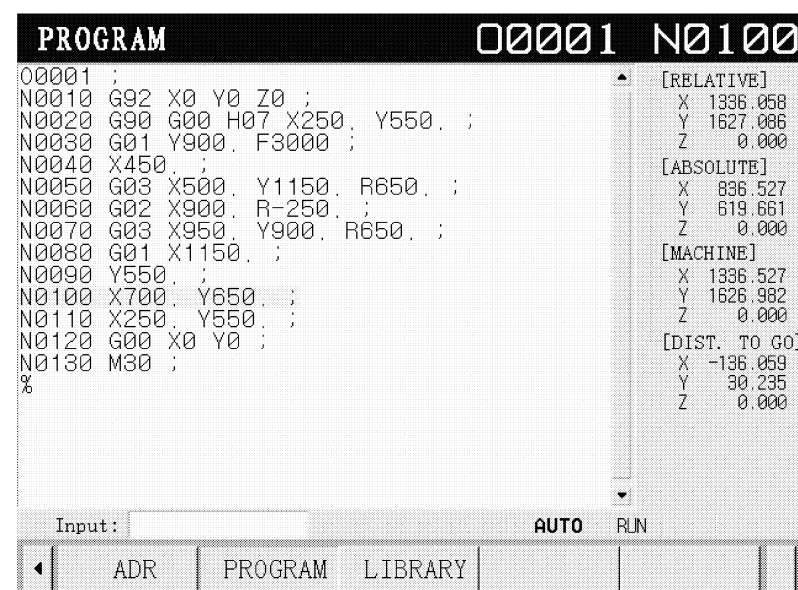 PROGRAM O0001 N0100
O0001 ;
N0010 G92 X0 Y0 Z0 ;
N0020 G90 G00 H07 X250. Y550. ;
N0030 G01 Y900. F3000 ;
N0040 X450. ;
N0050 G03 X500. Y1150. R650. ;
N0060 G02 X900. R-250. ;
N0070 G03 X950. Y900. R650. ;
N0080 G01 X1150. ;
N0090 Y550. ;
N0100 X700. Y650. ;
N0110 X250. Y550. ;
N0120 G00 X0 Y0 ;
N0130 M30 ;
%
[RELATIVE]
X 1336.058
Y 1627.086
Z 0.000
[ABSOLUTE]
X 836.527
Y 619.661
Z 0.000
[MACHINE]
X 1336.527
Y 1626.982
Z 0.000
[DIST. TO GO]
X -136.059
Y 30.235
Z 0.000
Input: AUTO RUN
ADR PROGRAM LIBRARY